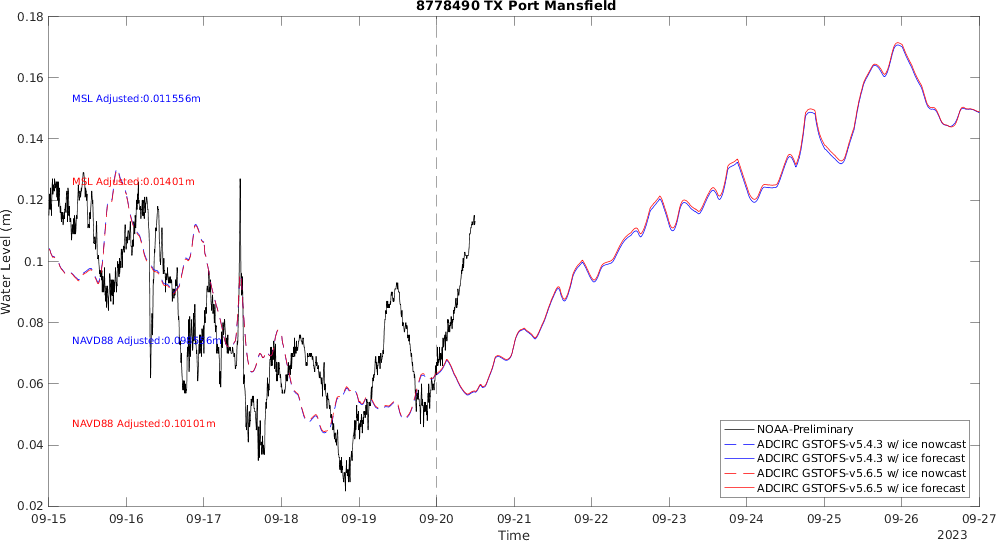 8778490 TX Port Mansfield
0.18
0.16
0.14
0.12
0.1
0.08
0.06
0.04
0.02
Water Level (m)
MSL Adjusted:0.011556m
MSL Adjusted:0.01401m
NAVD88
NAVD88 Adjusted:0.10101m
NOAA-Preliminary
ADCIRC GSTOFS-v5.4.3 w/ ice nowcast
ADCIRC GSTOFS-v5.4.3 w/ ice forecast
ADCIRC GSTOFS-v5.6.5 w/ ice nowcast
ADCIRC GSTOFS-v5.6.5 w/ ice forecast
09-15 09-16 09-17 09-18 09-19 09-20 09-21 09-22 09-23 09-24 09-25 09-26 09-27
Time
2023